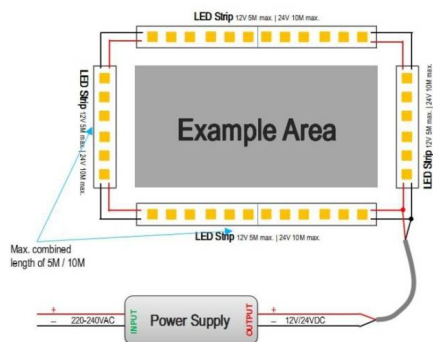 LED Strip 12V 5M max. | 24V 10M max.
LED Strip 12V 5M max. | 24V 10M max.
Example Area
LED Strip 12V 5M max. | 24V 10M max.
LED Strip 12V 5M max. | 24V 10M max.
Max. combined
length of 5M / 10M
+ INPUT Power Supply OUTPUT +
– 220-240VAC – 12V/24DC